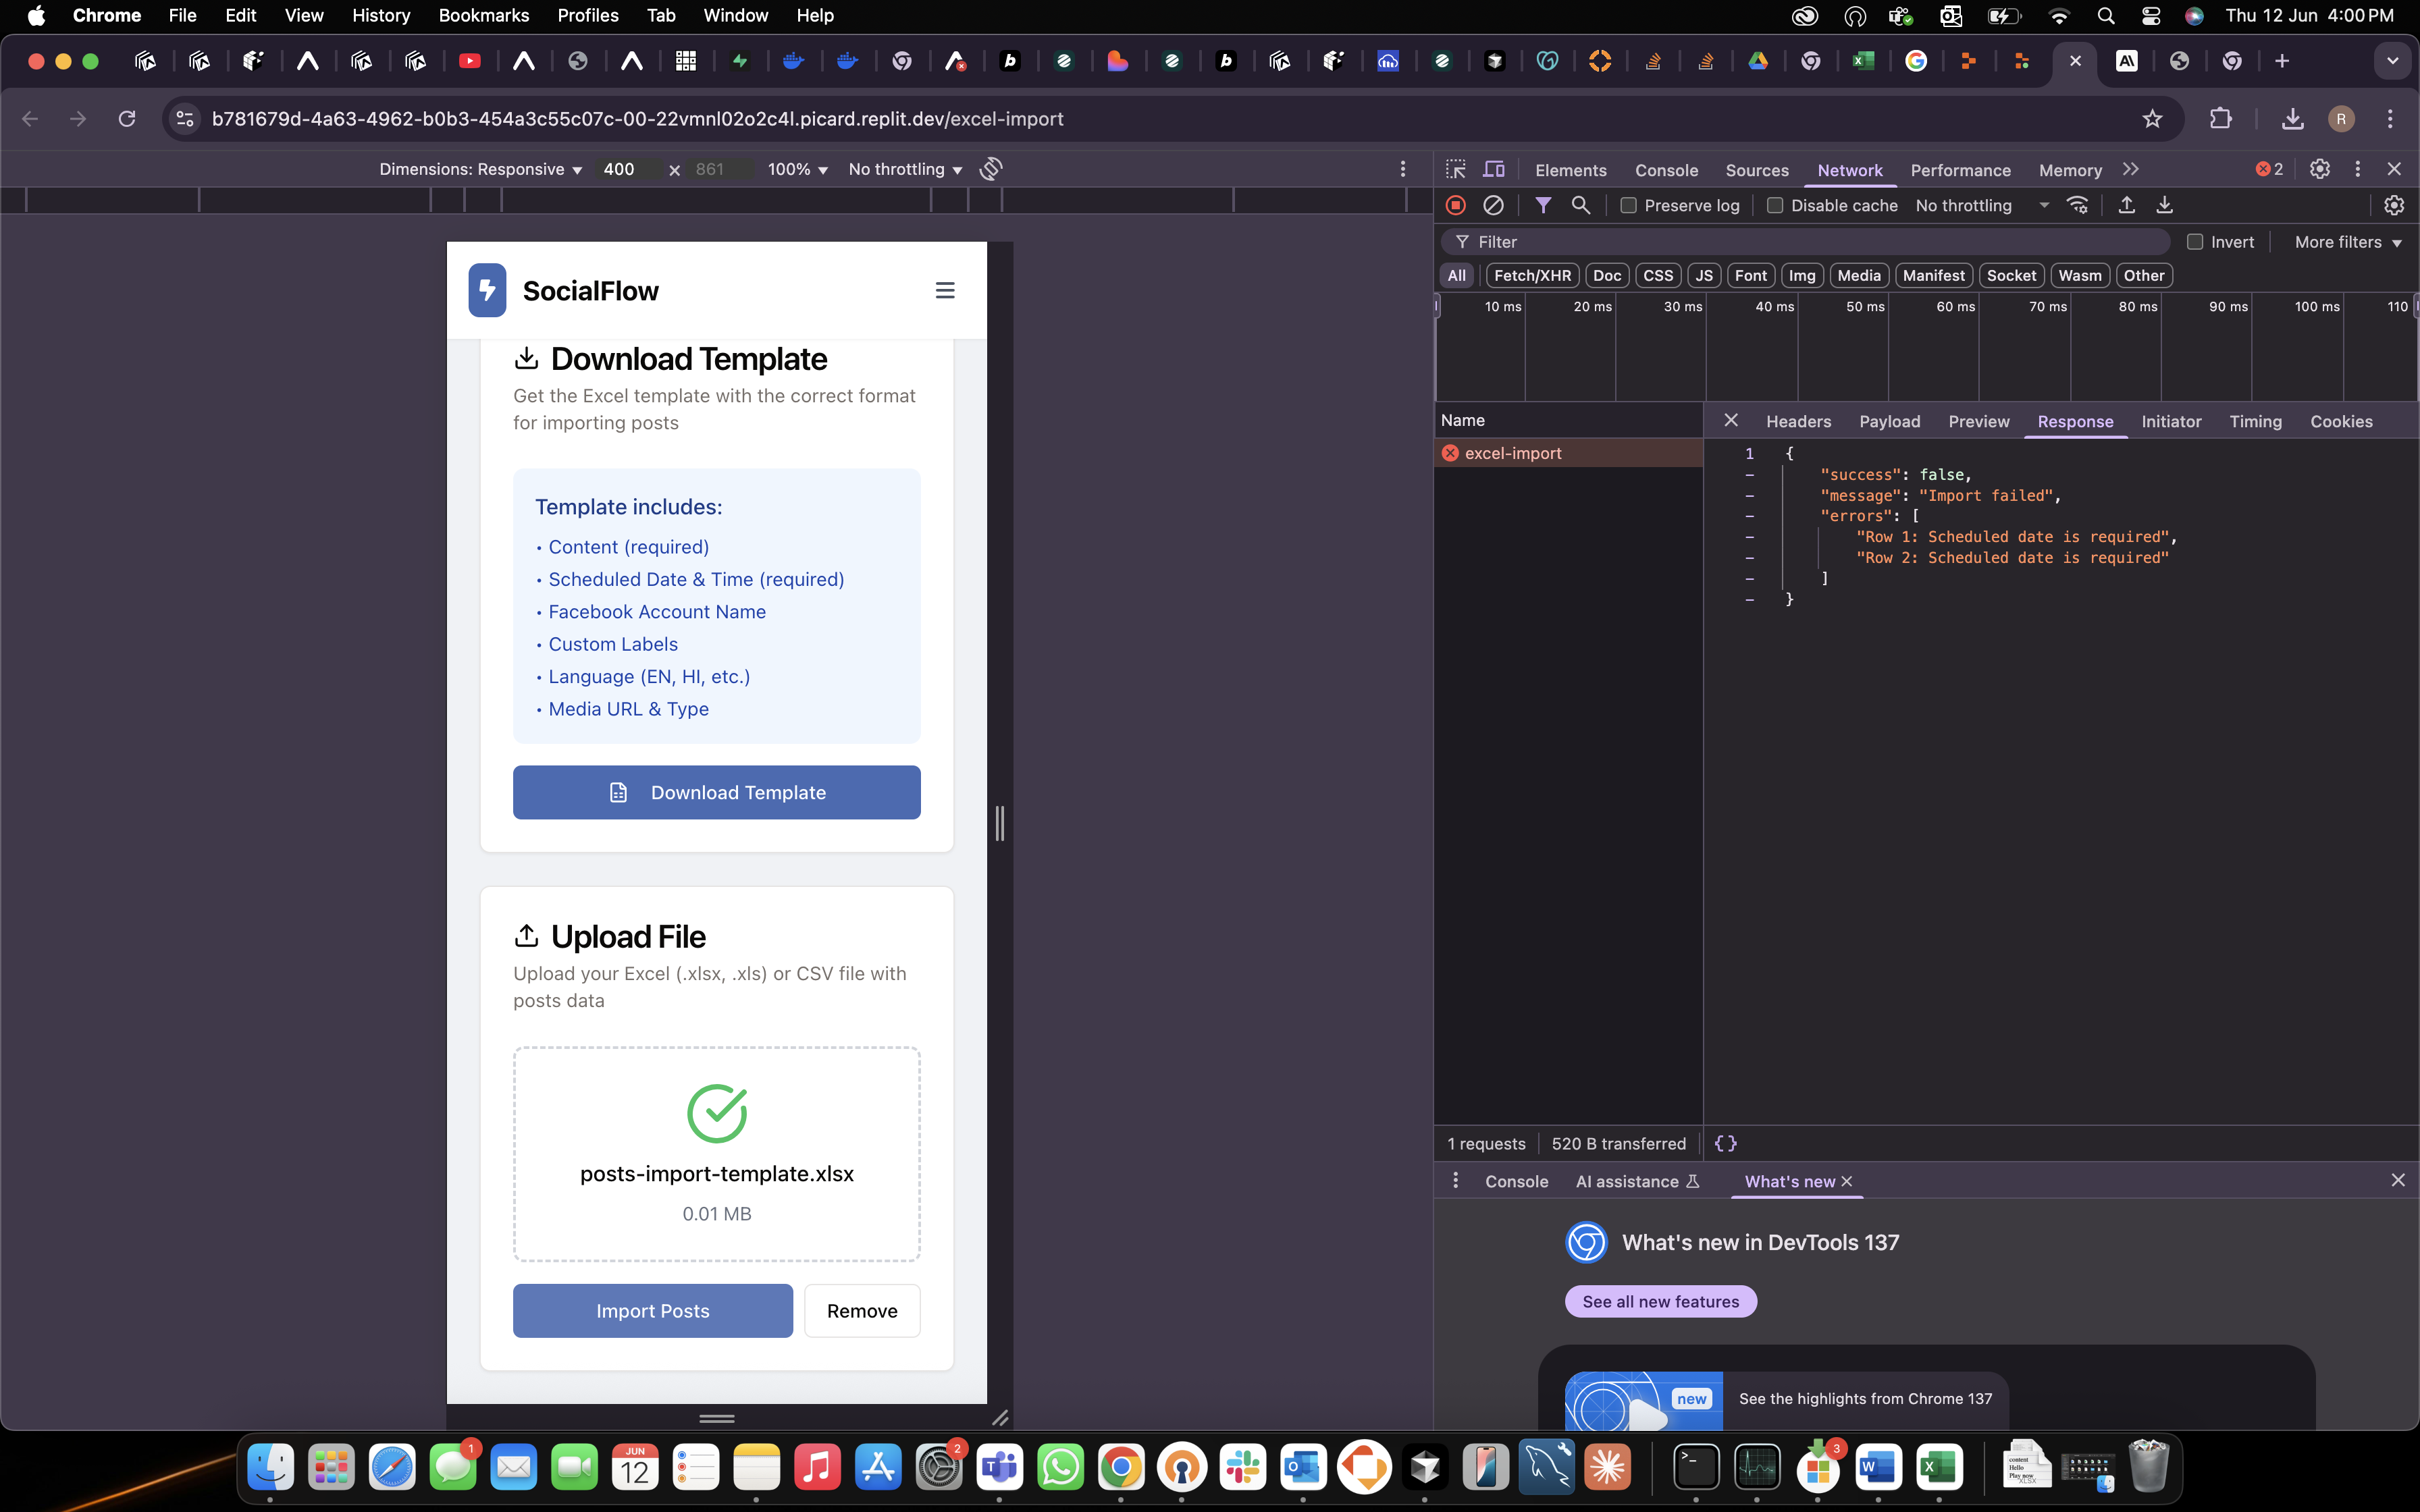 Chrome File Edit View History Bookmarks Profiles Tab Window Help Thu 12 Jun 4:00 PM
b781679d-4a63-4962-b0b3-454a3c55c07c-00-22vmnl02o2c4l.picard.replit.dev/excel-import R
Dimensions: Responsive 400 x 861 100% No throttling
SocialFlow
Download Template
Get the Excel template with the correct format
for importing posts
Template includes:
• Content (required)
• Scheduled Date & Time (required)
• Facebook Account Name
• Custom Labels
• Language (EN, HI, etc.)
• Media URL & Type
Download Template
Upload File
Upload your Excel (.xlsx, .xls) or CSV file with
posts data
posts-import-template.xlsx
0.01 MB
Import Posts Remove
Elements Console Sources Network Performance Memory 2
Preserve log Disable cache No throttling
Filter Invert More filters
All Fetch/XHR Doc CSS JS Font Img Media Manifest Socket Wasm Other
10 ms 20 ms 30 ms 40 ms 50 ms 60 ms 70 ms 80 ms 90 ms 100 ms 110
Name Headers Payload Preview Response Initiator Timing Cookies
excel-import
1 {
"success": false,
"message": "Import failed",
"errors": [
"Row 1: Scheduled date is required",
"Row 2: Scheduled date is required"
]
}
1 requests 520 B transferred { }
Console AI assistance What's new
What's new in DevTools 137
See all new features
new See the highlights from Chrome 137
1 JUN 12 2 3
content
Hello
Play now
XLSX